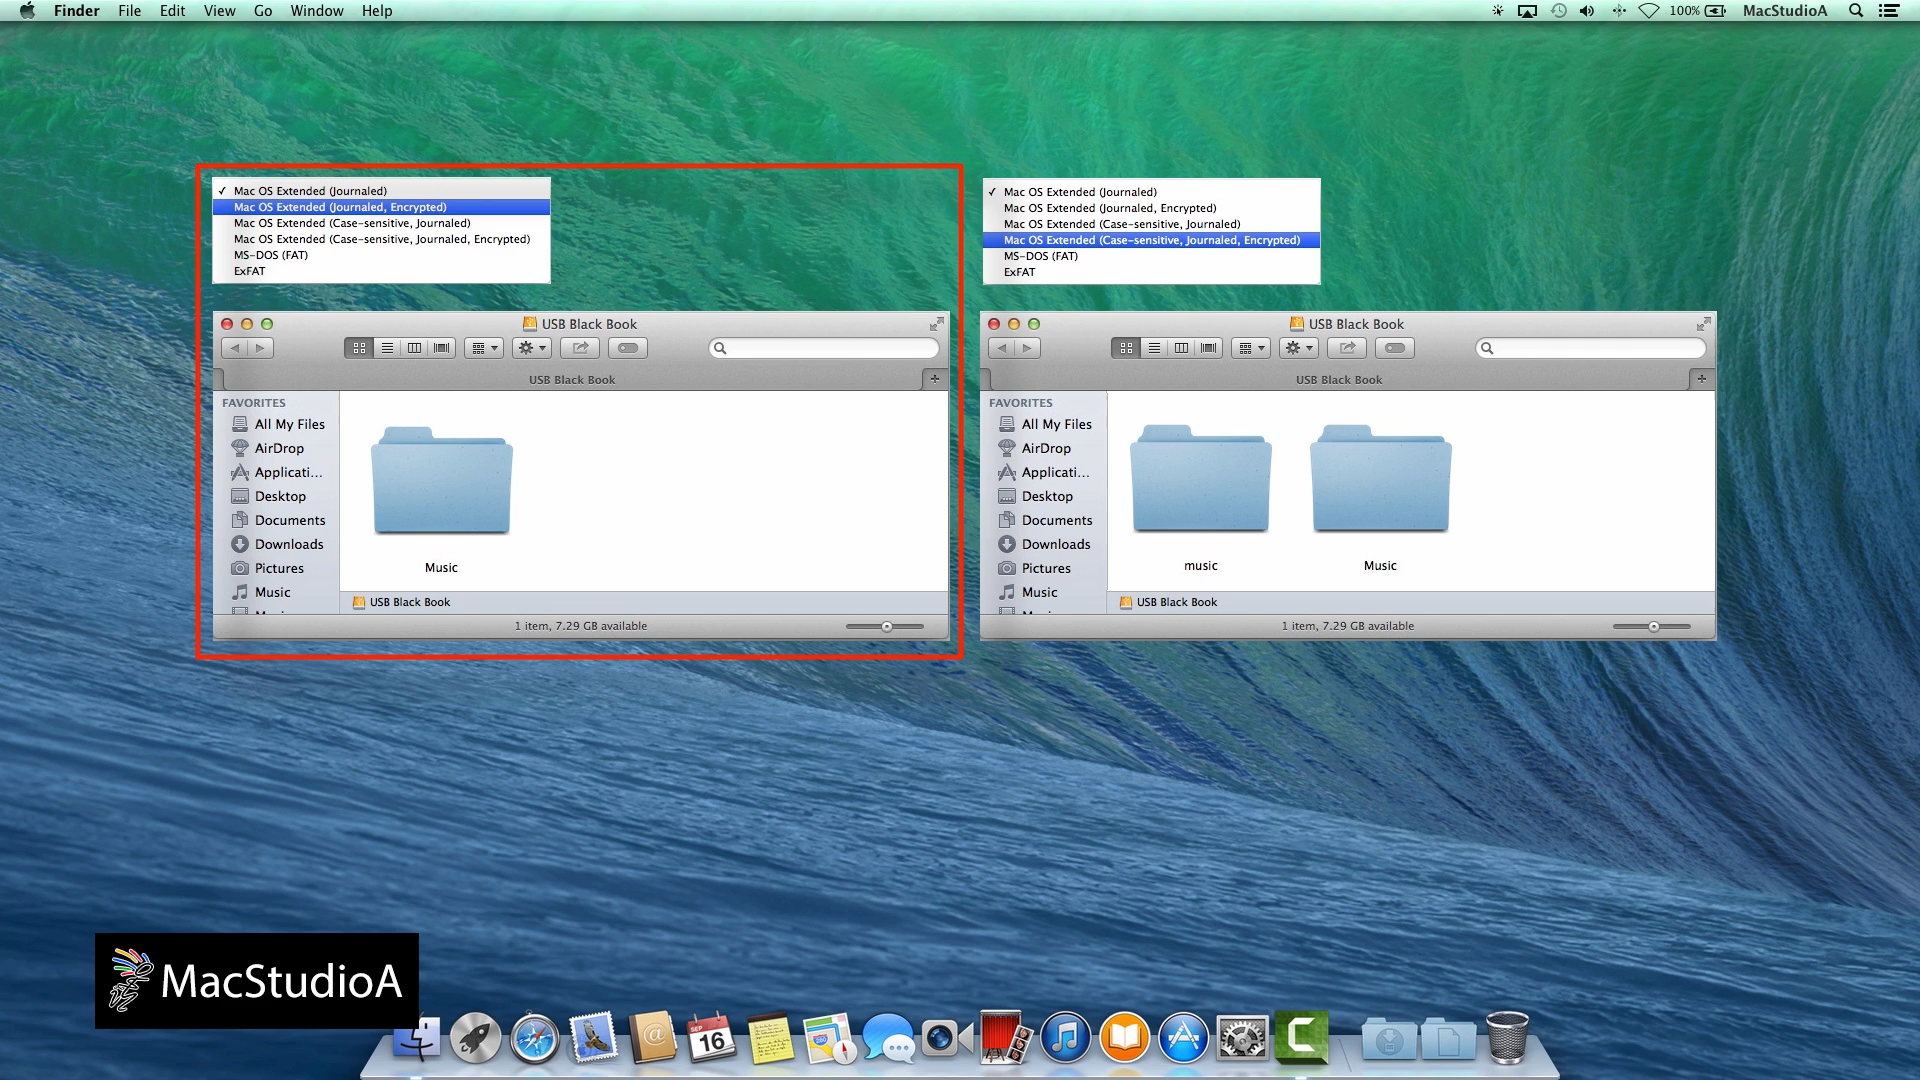 Finder File Edit View Go Window Help
100% MacStudioA
✓ Mac OS Extended (Journaled)
Mac OS Extended (Journaled, Encrypted)
Mac OS Extended (Case-sensitive, Journaled)
Mac OS Extended (Case-sensitive, Journaled, Encrypted)
MS-DOS (FAT)
ExFAT
USB Black Book
USB Black Book
FAVORITES
All My Files
AirDrop
Applicati...
Desktop
Documents
Downloads
Pictures
Music
Music
USB Black Book
1 item, 7.29 GB available
✓ Mac OS Extended (Journaled)
Mac OS Extended (Journaled, Encrypted)
Mac OS Extended (Case-sensitive, Journaled)
Mac OS Extended (Case-sensitive, Journaled, Encrypted)
MS-DOS (FAT)
ExFAT
USB Black Book
USB Black Book
FAVORITES
All My Files
AirDrop
Applicati...
Desktop
Documents
Downloads
Pictures
Music
music
Music
USB Black Book
1 item, 7.29 GB available
MacStudioA
SEP
16
280